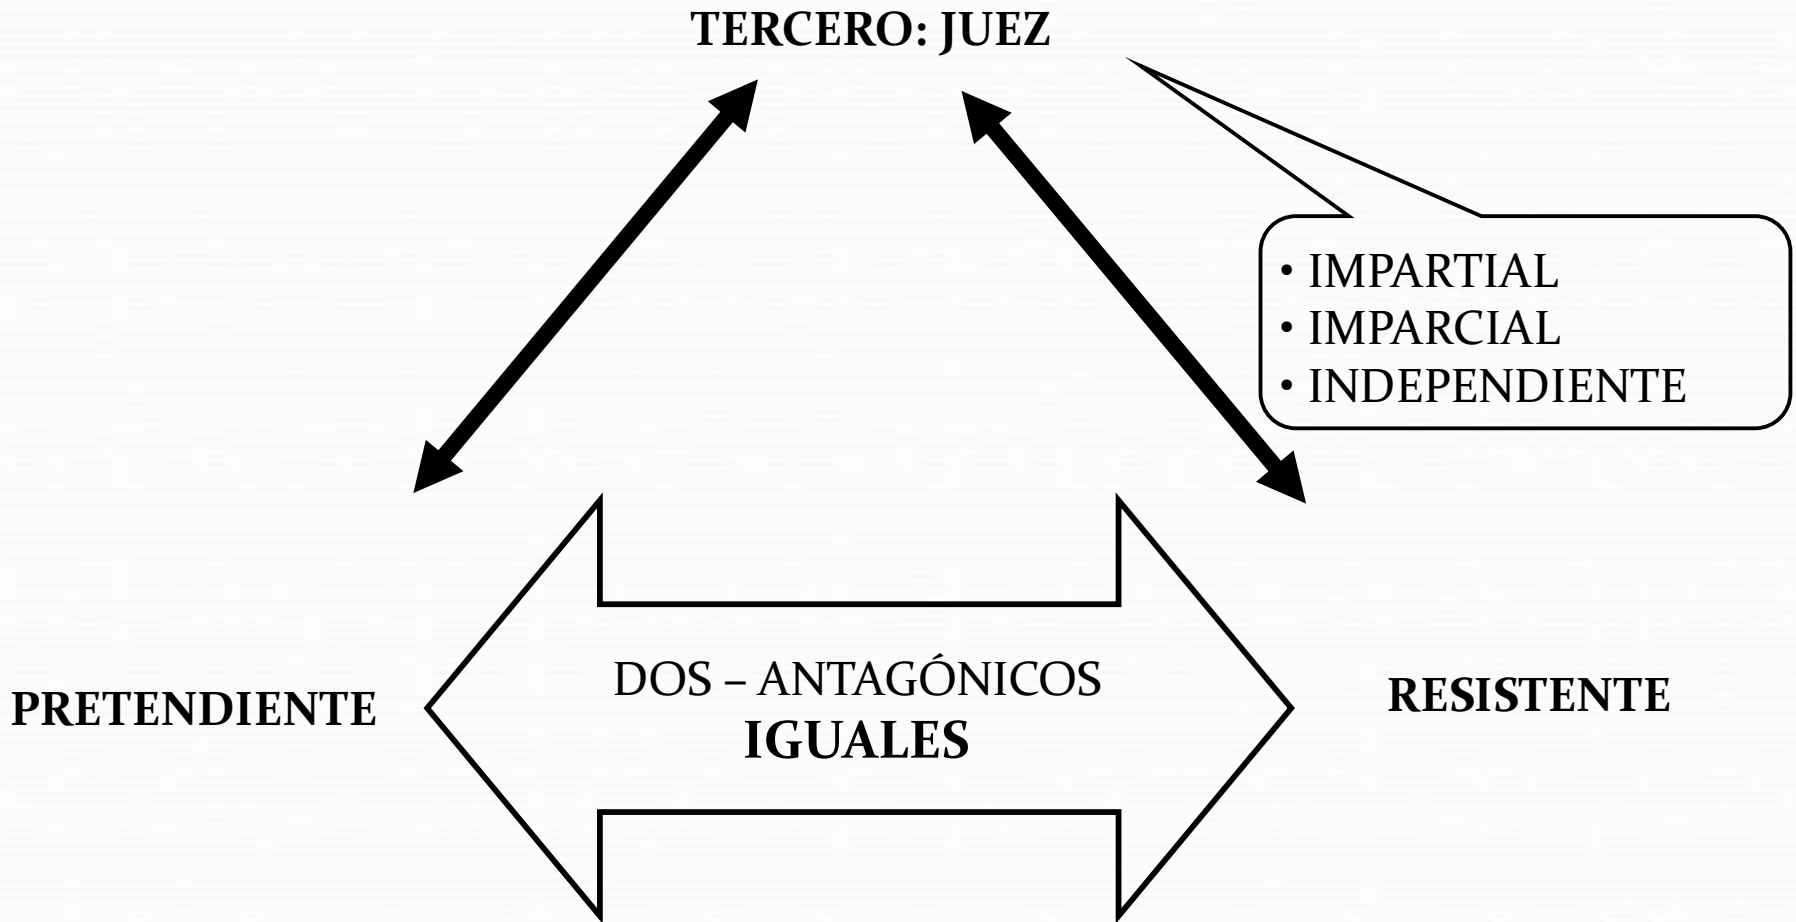 TERCERO: JUEZ
• IMPARTIAL
• IMPARCIAL
• INDEPENDIENTE
DOS – ANTAGÓNICOS
IGUALES
PRETENDIENTE
RESISTENTE